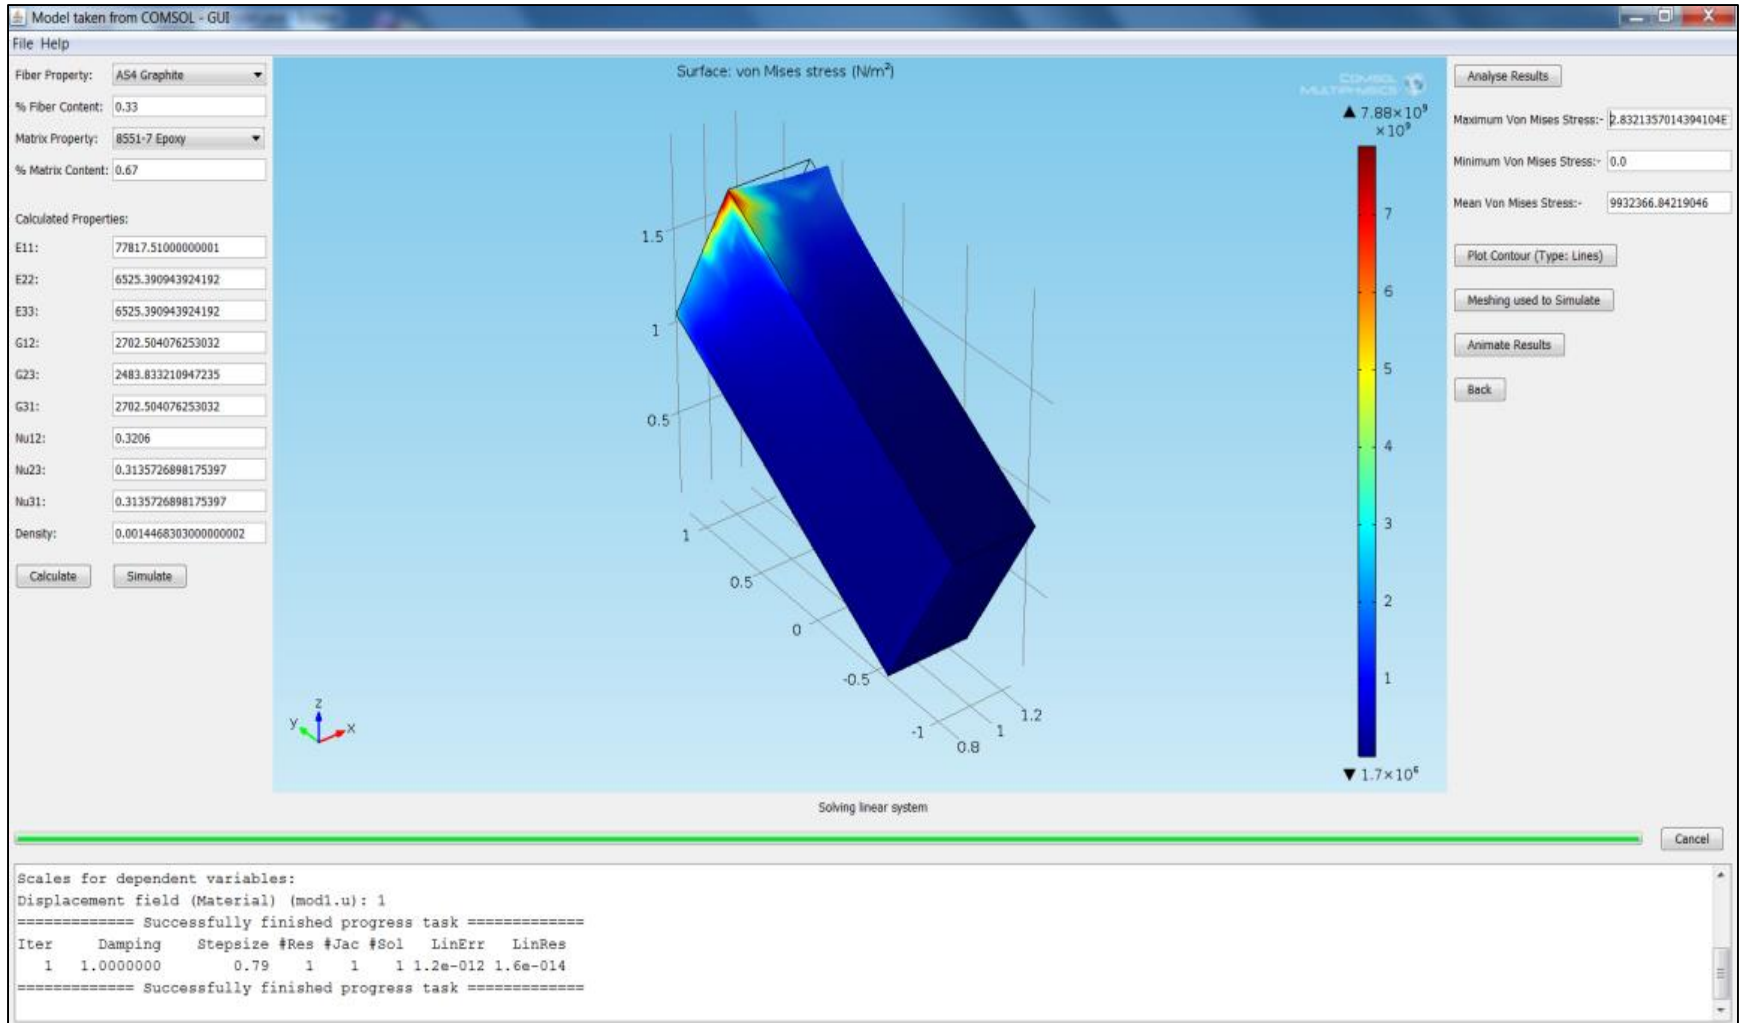 Model taken from COMSOL - GUI
File Help
Fiber Property: AS4 Graphite
% Fiber Content: 0.33
Matrix Property: 8551-7 Epoxy
% Matrix Content: 0.67
Calculated Properties:
E11: 77817.51000000001
E22: 6525.390943924192
E33: 6525.390943924192
G12: 2702.504076253032
G23: 2483.833210947235
G31: 2702.504076253032
Nu12: 0.3206
Nu23: 0.3135726898175397
Nu31: 0.3135726898175397
Density: 0.0014468303000000002
Calculate Simulate
Surface: von Mises stress (N/m²)
COMSOL
MULTIPHYSICS
▲ 7.88×10⁹
×10⁹
7
6
5
4
3
2
1
▼ 1.7×10⁶
1.5
1
0.5
1
0.5
0
-0.5
-1
0.8
1
1.2
z
y
x
Analyse Results
Maximum Von Mises Stress:- 2.8321357014394104E
Minimum Von Mises Stress:- 0.0
Mean Von Mises Stress:- 9932366.84219046
Plot Contour (Type: Lines)
Meshing used to Simulate
Animate Results
Back
Solving linear system
Cancel
Scales for dependent variables:
Displacement field (Material) (mod1.u): 1
============= Successfully finished progress task =============
Iter Damping Stepsize #Res #Jac #Sol LinErr LinRes
1 1.0000000 0.79 1 1 1 1.2e-012 1.6e-014
============= Successfully finished progress task =============